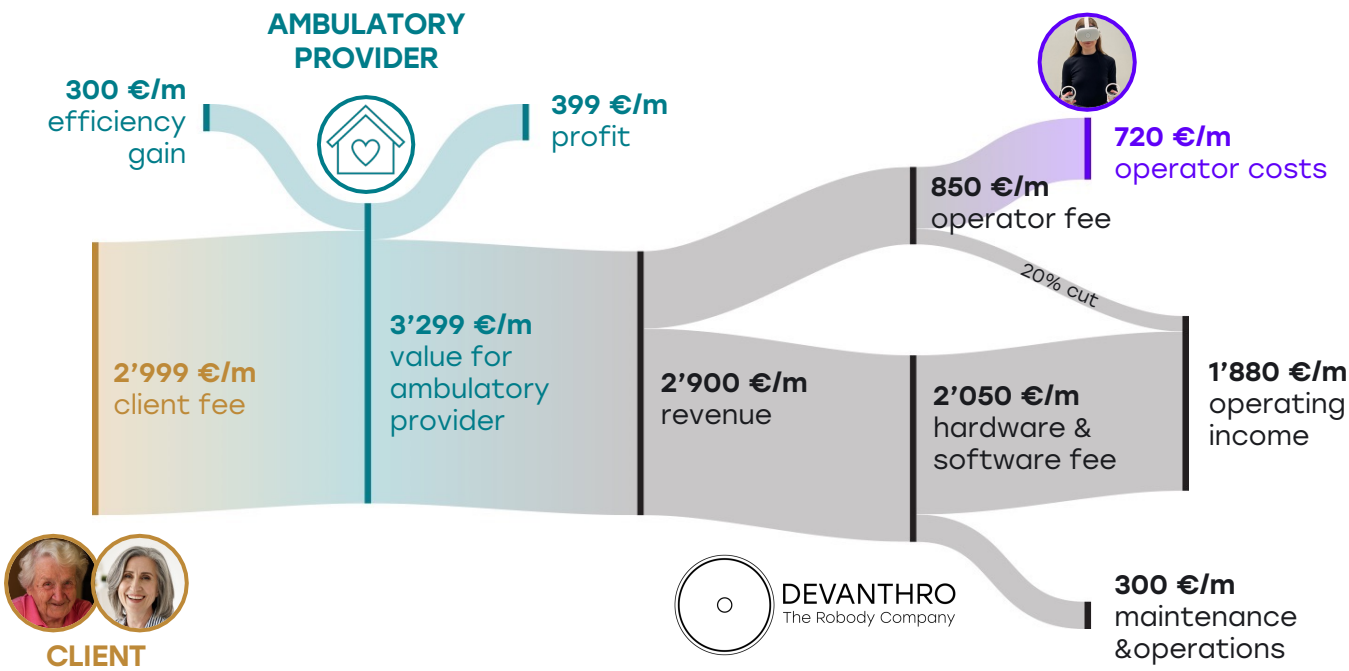 AMBULATORY
PROVIDER
300 €/m
efficiency
gain
399 €/m
profit
720 €/m
operator costs
850 €/m
operator fee
20% cut
3’299 €/m
value for
ambulatory
provider
2’999 €/m
client fee
2’900 €/m
revenue
2’050 €/m
hardware &
software fee
1’880 €/m
operating
income
DEVANTHRO
The Robody Company
300 €/m
maintenance
&operations
CLIENT